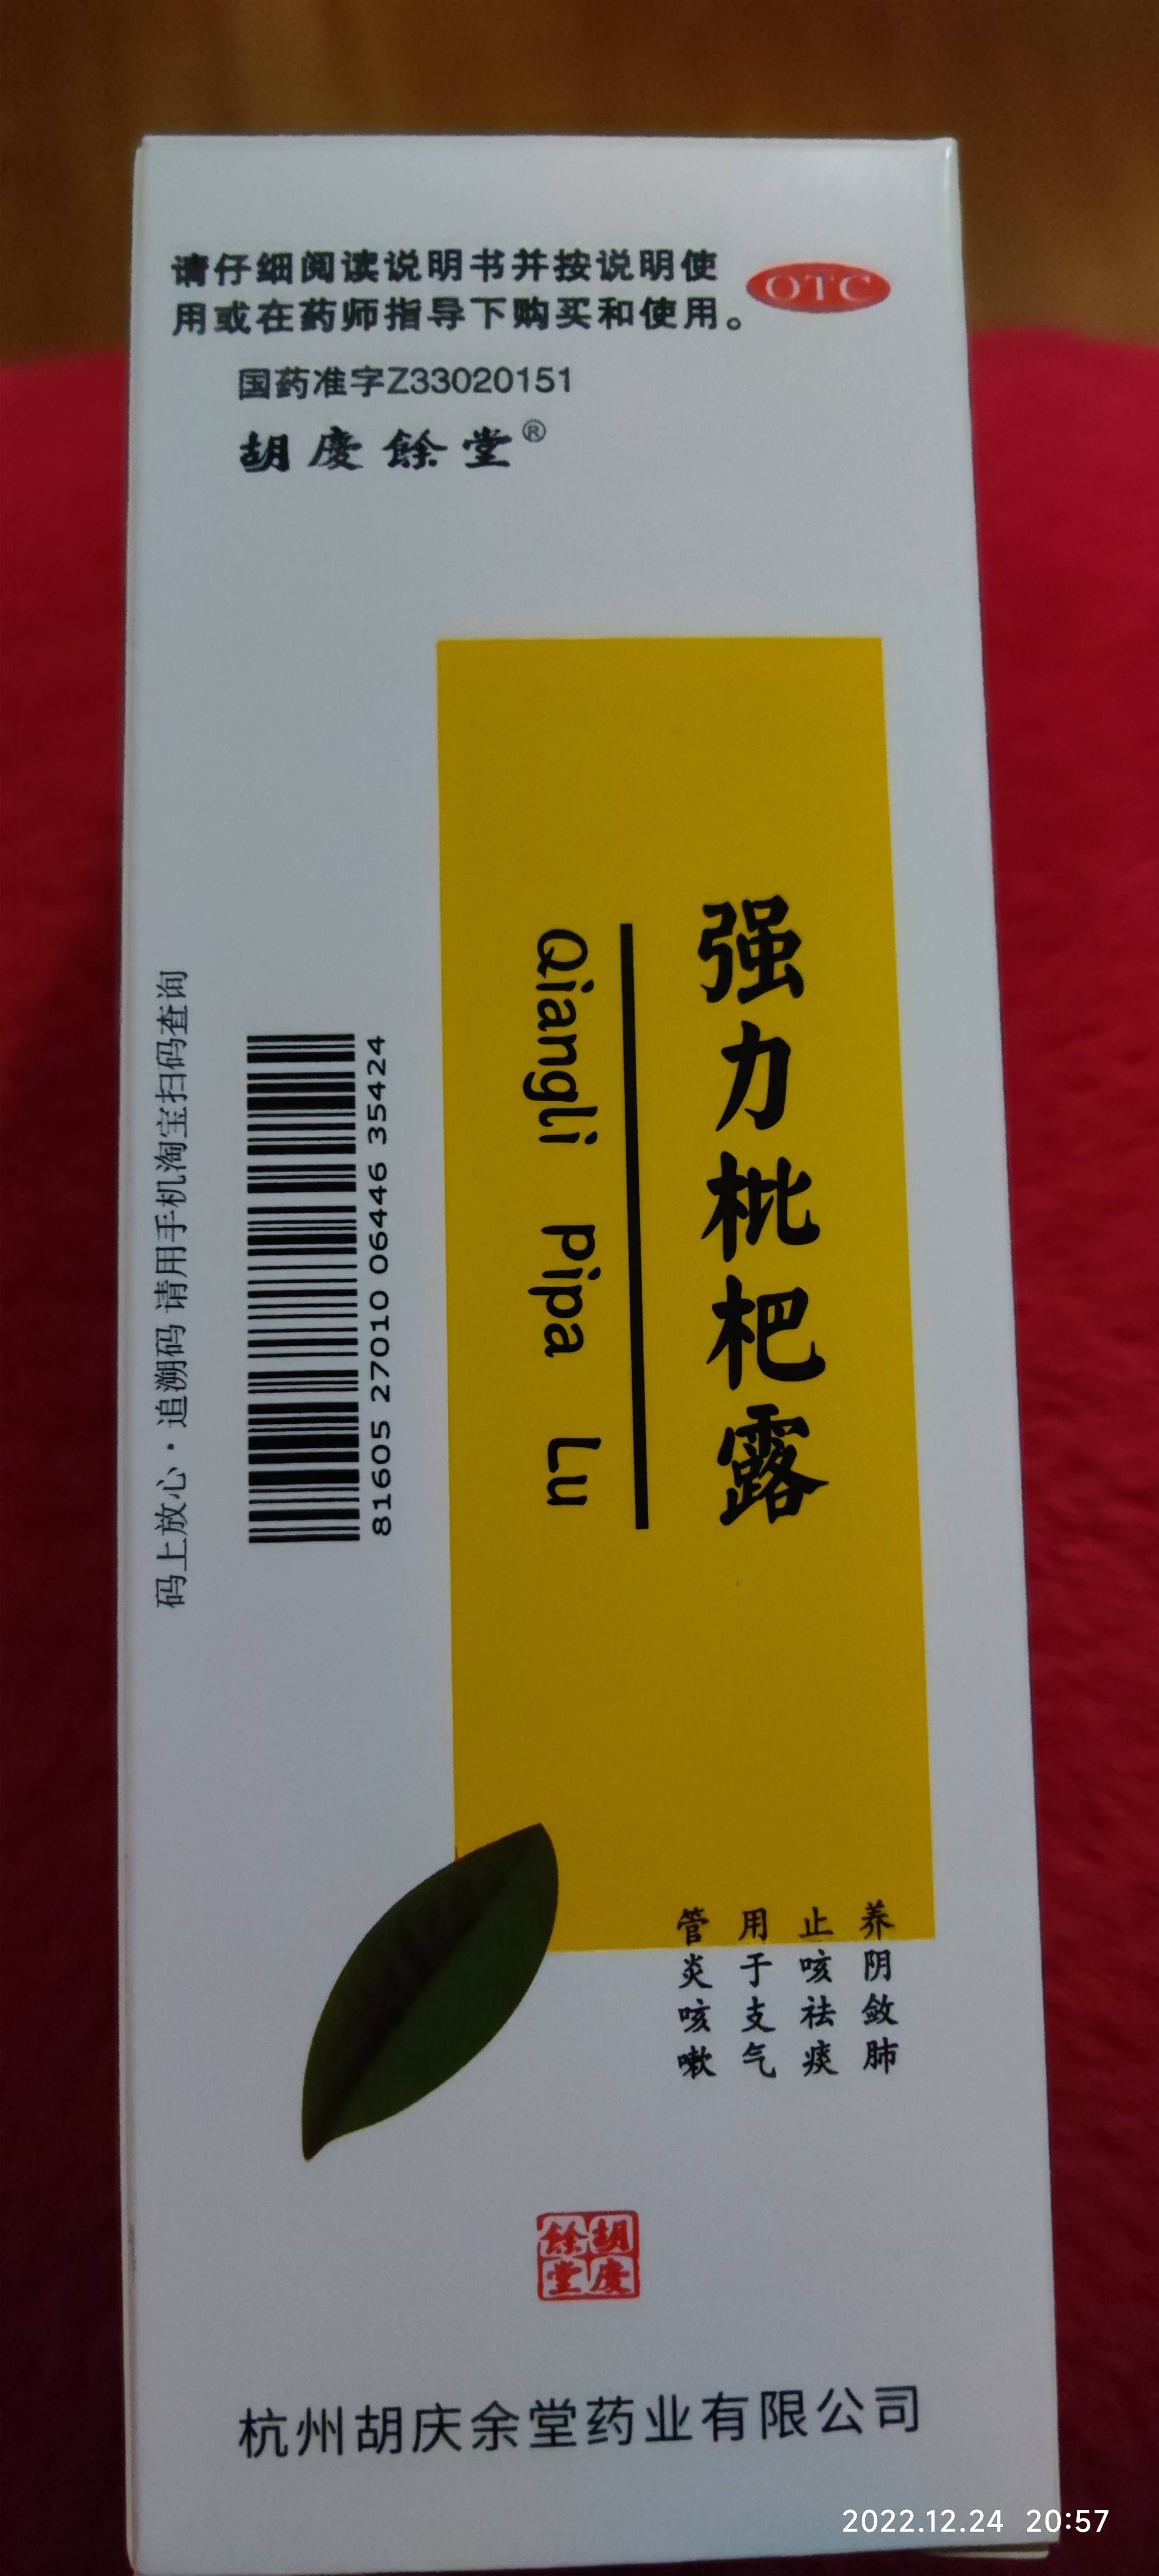 请仔细阅读说明书并按说明使
用或在药师指导下购买和使用。
OTC
国药准字Z33020151
胡慶餘堂®
强力枇杷露
Qiangli Pipa Lu
码上放心·追溯码 请用手机淘宝扫码查询
81605 27010 06446 35424
养阴敛肺
止咳祛痰
用于支气
管炎咳嗽
胡慶
餘堂
杭州胡庆余堂药业有限公司
2022.12.24 20:57